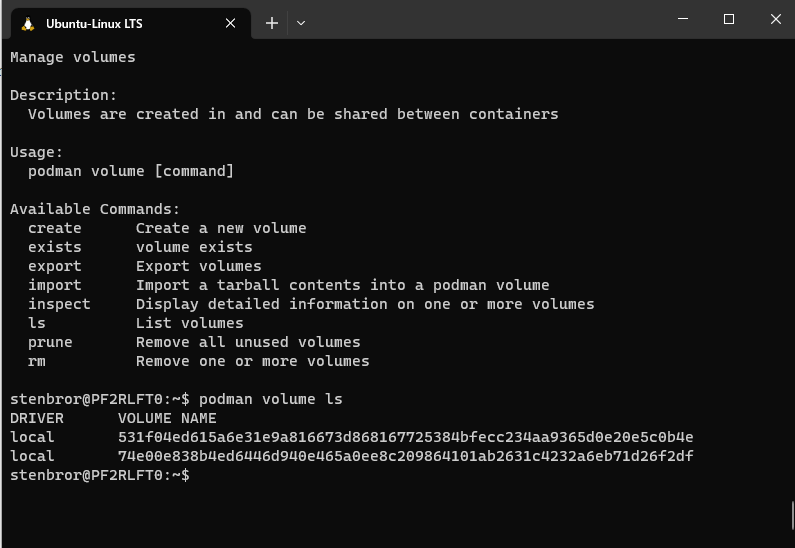 Ubuntu-Linux LTS
Manage volumes
Description:
Volumes are created in and can be shared between containers
Usage:
podman volume [command]
Available Commands:
create Create a new volume
exists volume exists
export Export volumes
import Import a tarball contents into a podman volume
inspect Display detailed information on one or more volumes
ls List volumes
prune Remove all unused volumes
rm Remove one or more volumes
stenbror@PF2RLFT0:~$ podman volume ls
DRIVER VOLUME NAME
local 531f04ed615a6e31e9a816673d868167725384bfecc234aa9365d0e20e5c0b4e
local 74e00e838b4ed6446d940e465a0ee8c209864101ab2631c4232a6eb71d26f2df
stenbror@PF2RLFT0:~$